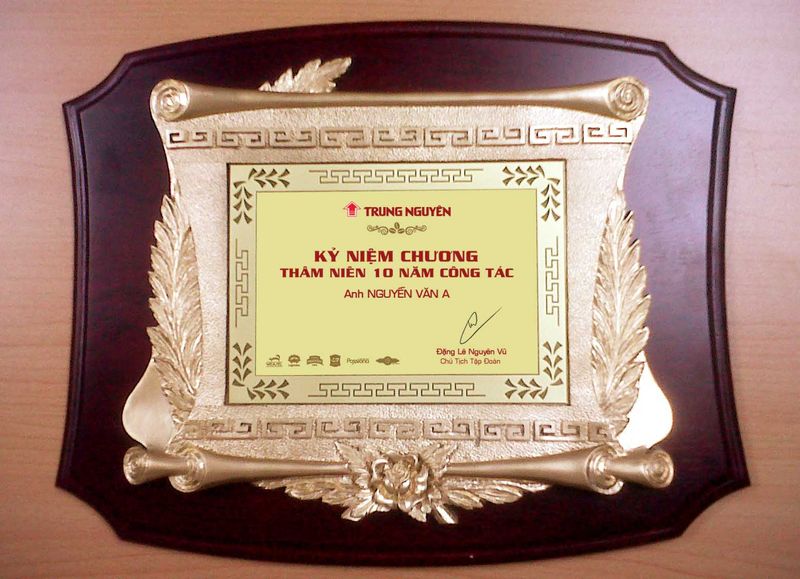 TRUNG NGUYÊN
KỶ NIỆM CHƯƠNG
THÂM NIÊN 10 NĂM CÔNG TÁC
Anh NGUYỄN VĂN A
Đặng Lê Nguyên Vũ
Chủ Tịch Tập Đoàn
Passiona